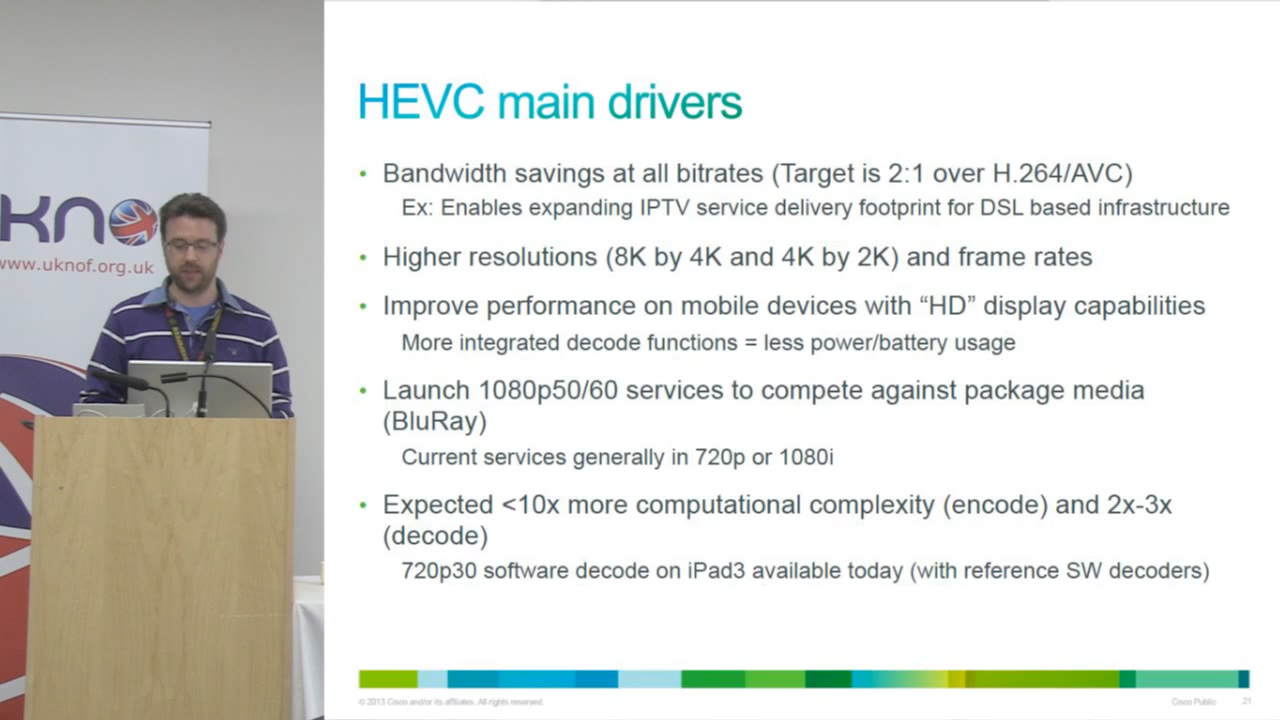 KNO
www.uknof.org.uk
HEVC main drivers
• Bandwidth savings at all bitrates (Target is 2:1 over H.264/AVC)
Ex: Enables expanding IPTV service delivery footprint for DSL based infrastructure
• Higher resolutions (8K by 4K and 4K by 2K) and frame rates
• Improve performance on mobile devices with “HD” display capabilities
More integrated decode functions = less power/battery usage
• Launch 1080p50/60 services to compete against package media
(BluRay)
Current services generally in 720p or 1080i
• Expected <10x more computational complexity (encode) and 2x-3x
(decode)
720p30 software decode on iPad3 available today (with reference SW decoders)
© 2013 Cisco and/or its affiliates. All rights reserved.
Cisco Public 21